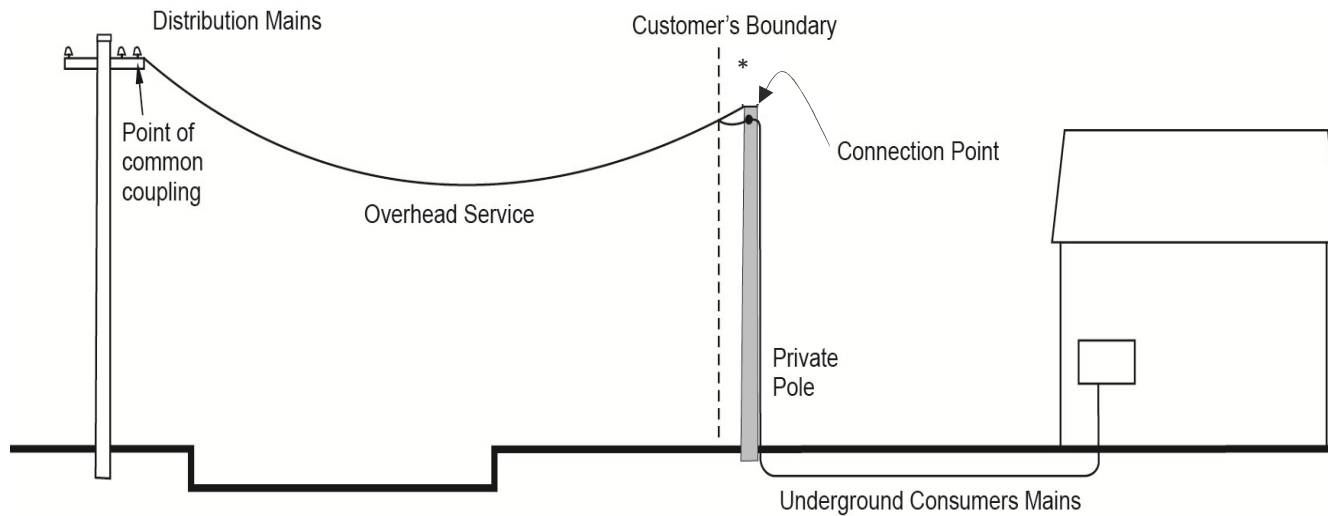 Distribution Mains
Customer's Boundary
*
Point of
common
coupling
Connection Point
Overhead Service
Private
Pole
Underground Consumers Mains